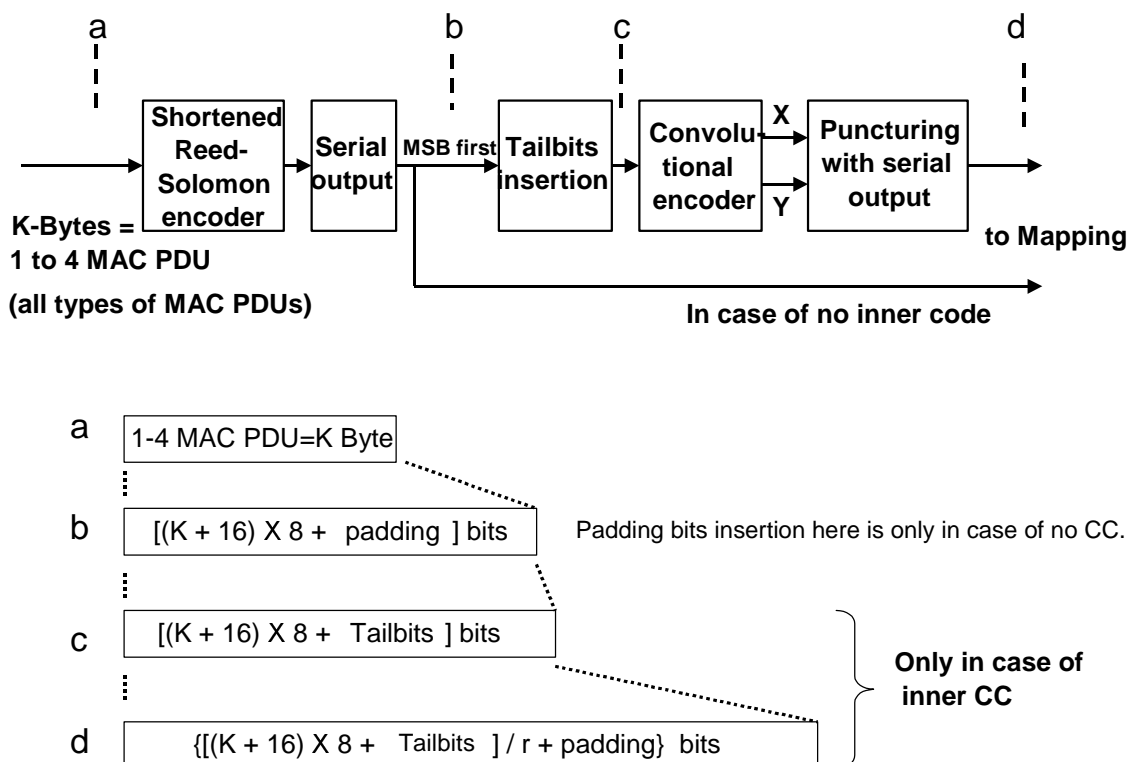 a b c d
Shortened
Reed-
Solomon
encoder
Serial
output
MSB first
Tailbits
insertion
Convolu-
tional
encoder
X
Y
Puncturing
with serial
output
K-Bytes =
1 to 4 MAC PDU
(all types of MAC PDUs)
to Mapping
In case of no inner code
a 1-4 MAC PDU=K Byte
b [(K + 16) X 8 + padding ] bits Padding bits insertion here is only in case of no CC.
c [(K + 16) X 8 + Tailbits ] bits
Only in case of
inner CC
d {[(K + 16) X 8 + Tailbits ] / r + padding} bits